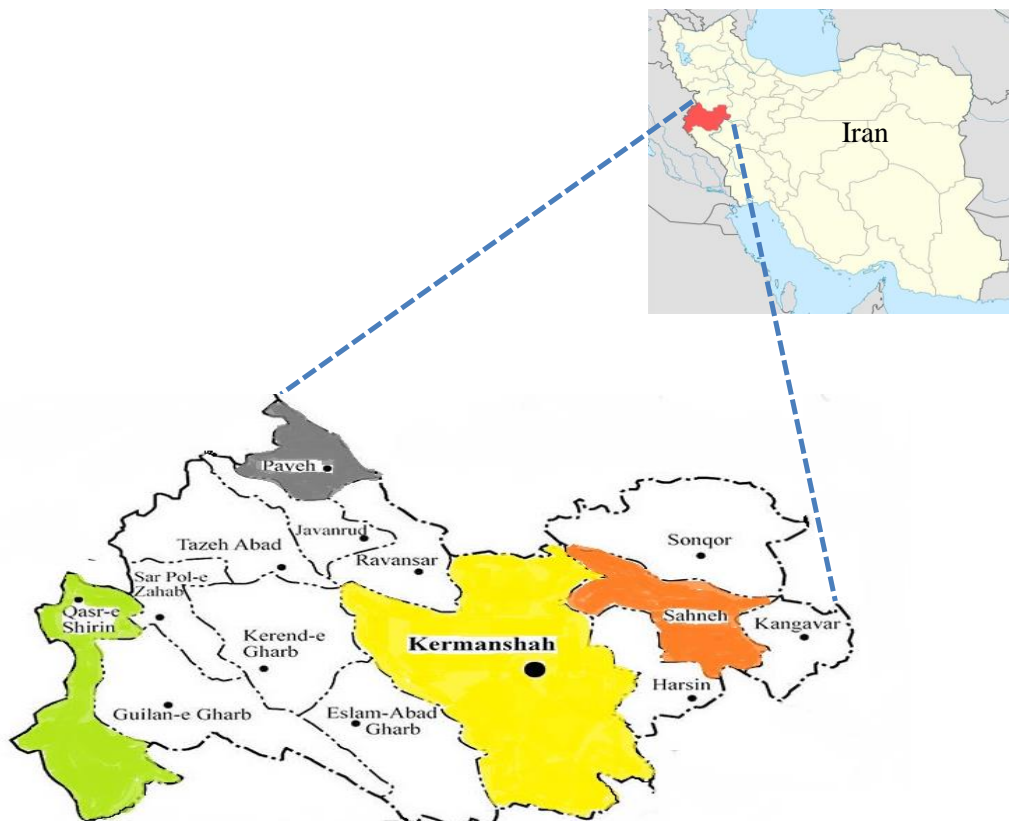 Iran
Paveh
Javanrud
Tazeh Abad
Ravansar
Sonqor
Sar Pol-e
Zahab
Qasr-e
Shirin
Sahneh
Kangavar
Kerend-e
Gharb
Kermanshah
Harsin
Guilan-e Gharb
Eslam-Abad
Gharb